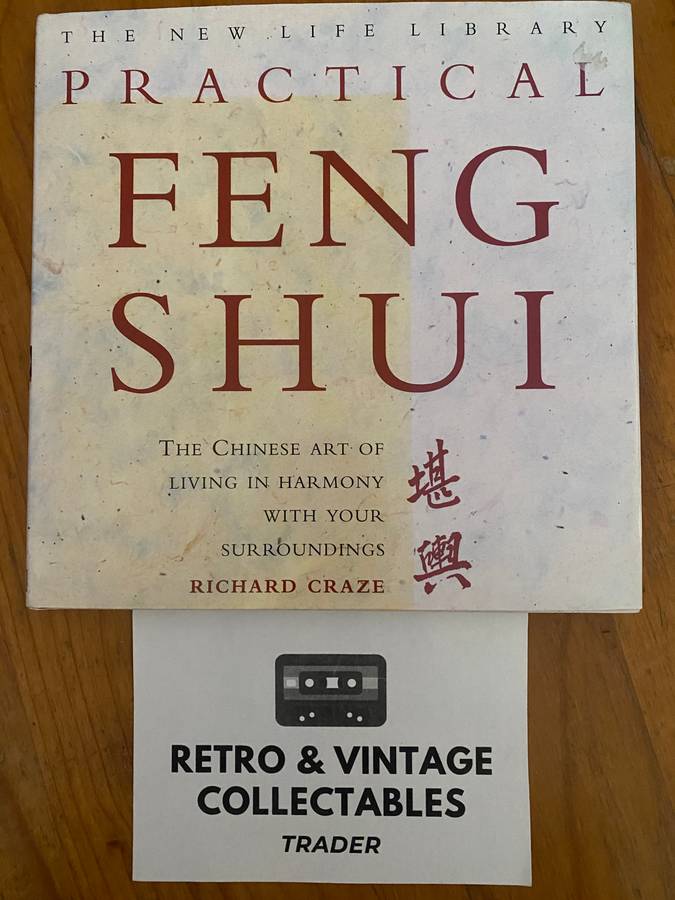 THE NEW LIFE LIBRARY
PRACTICAL
FENG
SHUI
THE CHINESE ART OF
LIVING IN HARMONY
WITH YOUR
SURROUNDINGS
RICHARD CRAZE
堪
輿
RETRO & VINTAGE
COLLECTABLES
TRADER